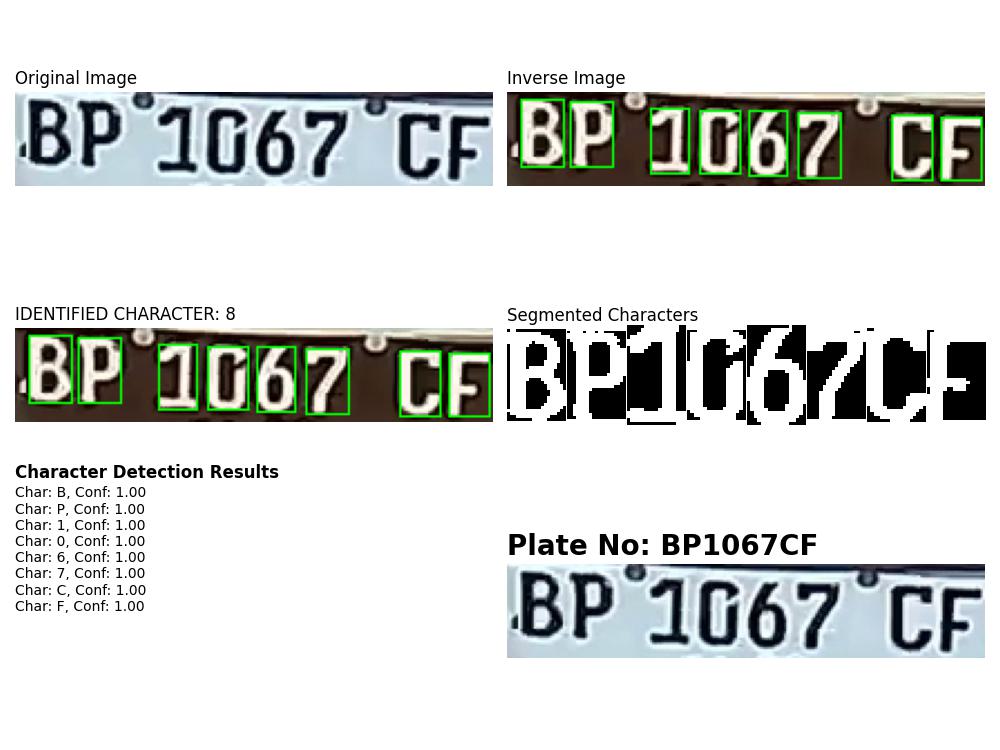 Original Image
BP 1067 CF
Inverse Image
BP 1067 CF
IDENTIFIED CHARACTER: 8
BP 1067 CF
Segmented Characters
BP1067CF
Character Detection Results
Char: B, Conf: 1.00
Char: P, Conf: 1.00
Char: 1, Conf: 1.00
Char: 0, Conf: 1.00
Char: 6, Conf: 1.00
Char: 7, Conf: 1.00
Char: C, Conf: 1.00
Char: F, Conf: 1.00
Plate No: BP1067CF
BP 1067 CF